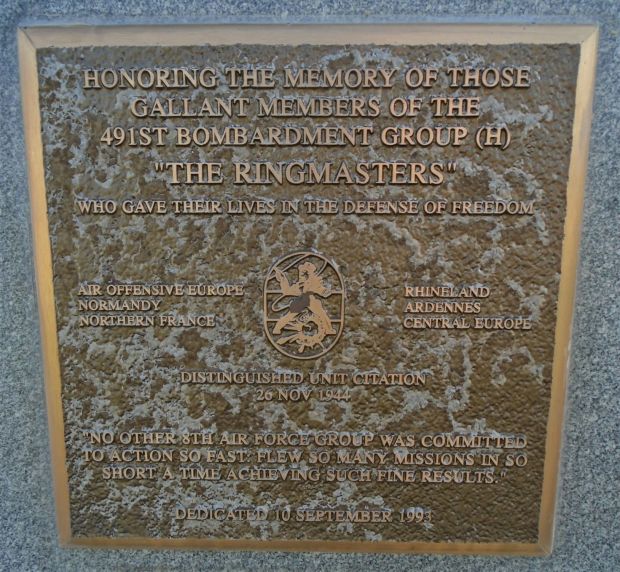 HONORING THE MEMORY OF THOSE
GALLANT MEMBERS OF THE
491ST BOMBARDMENT GROUP (H)
"THE RINGMASTERS"
WHO GAVE THEIR LIVES IN THE DEFENSE OF FREEDOM
AIR OFFENSIVE EUROPE
NORMANDY
NORTHERN FRANCE
RHINELAND
ARDENNES
CENTRAL EUROPE
DISTINGUISHED UNIT CITATION
26 NOV 1944
"NO OTHER 8TH AIR FORCE GROUP WAS COMMITTED
TO ACTION SO FAST: FLEW SO MANY MISSIONS IN SO
SHORT A TIME ACHIEVING SUCH FINE RESULTS."
DEDICATED 10 SEPTEMBER 1993